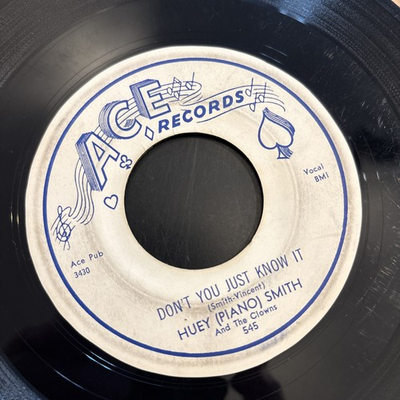 ACE
RECORDS
Vocal
BMI
Ace Pub
3430
DON'T YOU JUST KNOW IT
(Smith-Vincent)
HUEY (PIANO) SMITH
And The Clowns
545